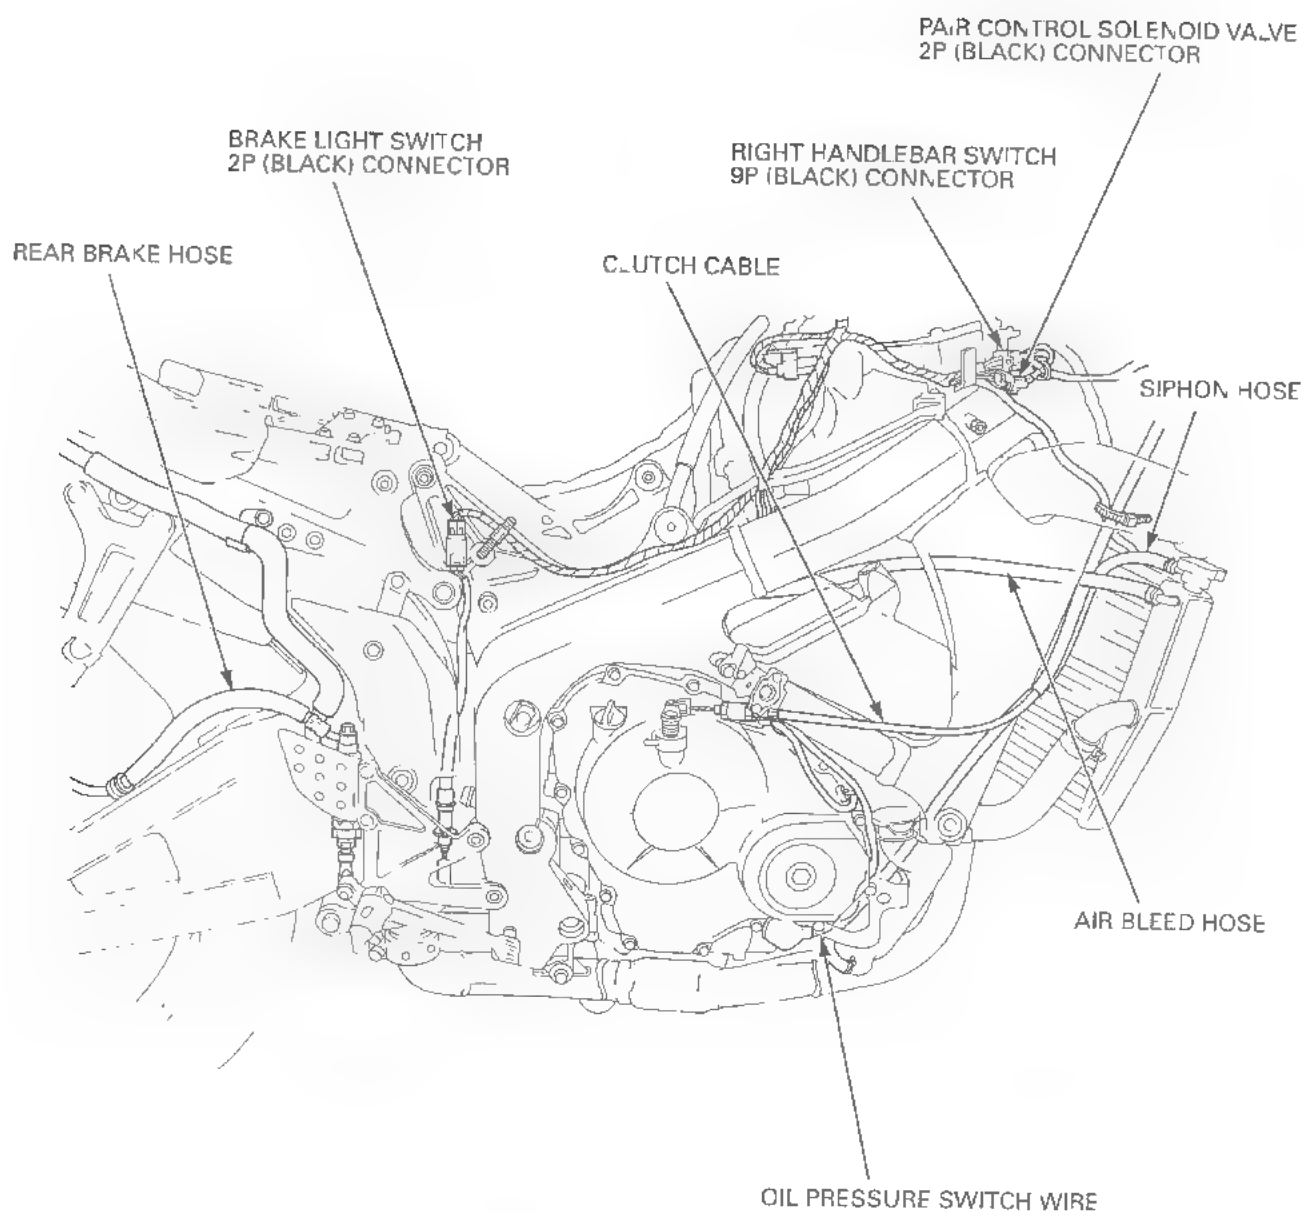 PAIR CONTROL SOLENOID VALVE
2P (BLACK) CONNECTOR
BRAKE LIGHT SWITCH
2P (BLACK) CONNECTOR
RIGHT HANDLEBAR SWITCH
9P (BLACK) CONNECTOR
REAR BRAKE HOSE
CLUTCH CABLE
SIPHON HOSE
AIR BLEED HOSE
OIL PRESSURE SWITCH WIRE